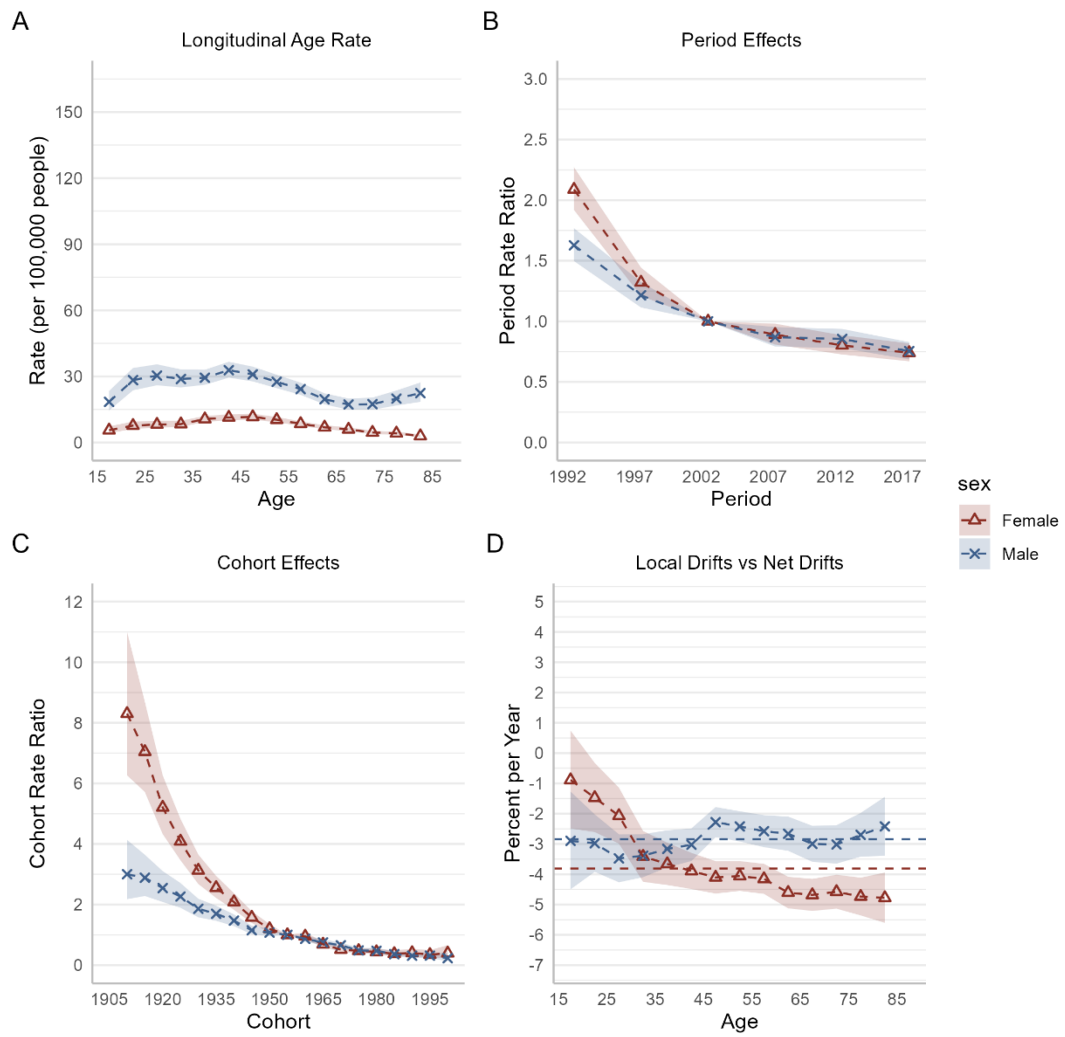 A
Longitudinal Age Rate
Rate (per 100,000 people)
150
120
90
60
30
0
15 25 35 45 55 65 75 85
Age
B
Period Effects
Period Rate Ratio
3.0
2.5
2.0
1.5
1.0
0.5
0.0
1992 1997 2002 2007 2012 2017
Period
sex
Female
Male
C
Cohort Effects
Cohort Rate Ratio
12
10
8
6
4
2
0
1905 1920 1935 1950 1965 1980 1995
Cohort
D
Local Drifts vs Net Drifts
Percent per Year
5
4
3
2
1
0
-1
-2
-3
-4
-5
-6
-7
15 25 35 45 55 65 75 85
Age